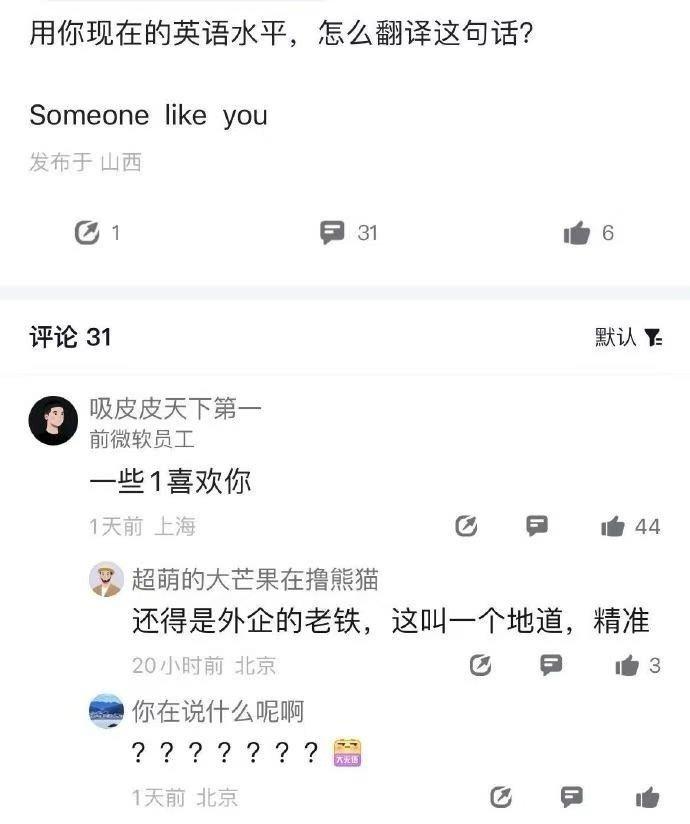 用你现在的英语水平，怎么翻译这句话?
Someone like you
发布于 山西
1 31 6
评论 31 默认
吸皮皮天下第一
前微软员工
一些1喜欢你
1天前 上海 44
超萌的大芒果在撸熊猫
还得是外企的老铁，这叫一个地道，精准
20小时前 北京 3
你在说什么呢啊
？？？？？？？
1天前 北京